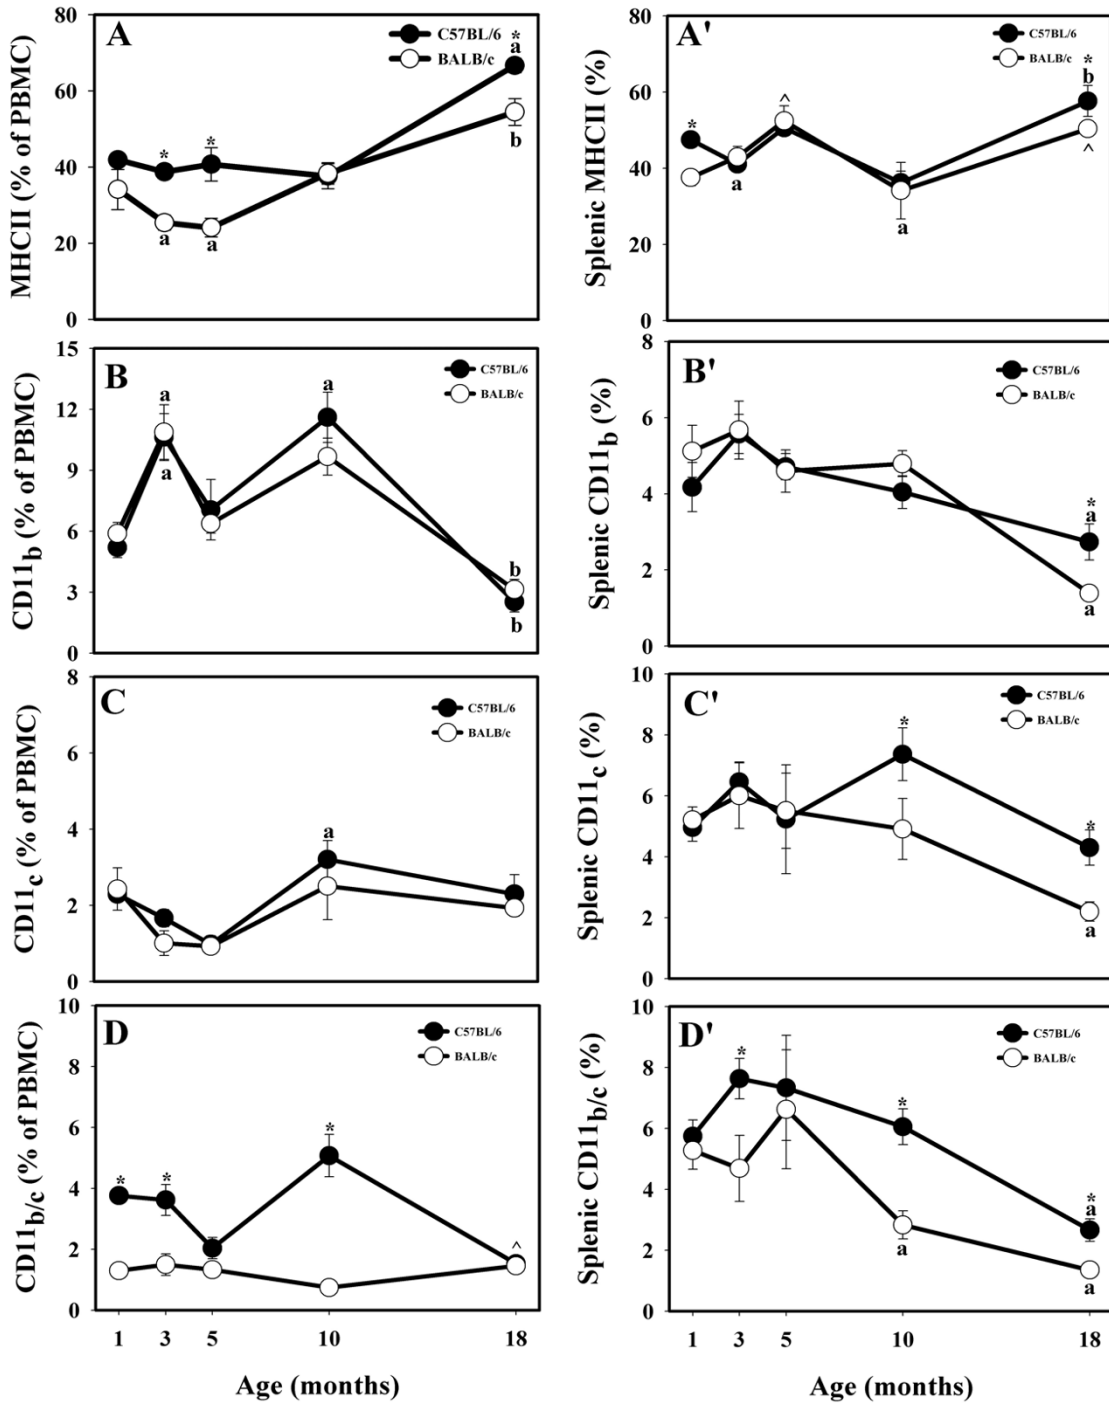 A
C57BL/6
BALB/c
MHCII (% of PBMC)
80
60
40
20
0
*
a
*
*
a
a
b
A'
C57BL/6
BALB/c
Splenic MHCII (%)
80
60
40
20
0
*
a
^
a
*
b
^
B
C57BL/6
BALB/c
CD11b (% of PBMC)
15
12
9
6
3
0
a
a
a
b
b
B'
C57BL/6
BALB/c
Splenic CD11b (%)
8
6
4
2
0
*
a
a
C
C57BL/6
BALB/c
CD11c (% of PBMC)
8
6
4
2
0
a
C'
C57BL/6
BALB/c
Splenic CD11c (%)
10
8
6
4
2
0
*
*
a
D
C57BL/6
BALB/c
CD11b/c (% of PBMC)
10
8
6
4
2
0
*
*
*
^
1 3 5 10 18
Age (months)
D'
C57BL/6
BALB/c
Splenic CD11b/c (%)
10
8
6
4
2
0
*
*
a
*
a
a
1 3 5 10 18
Age (months)